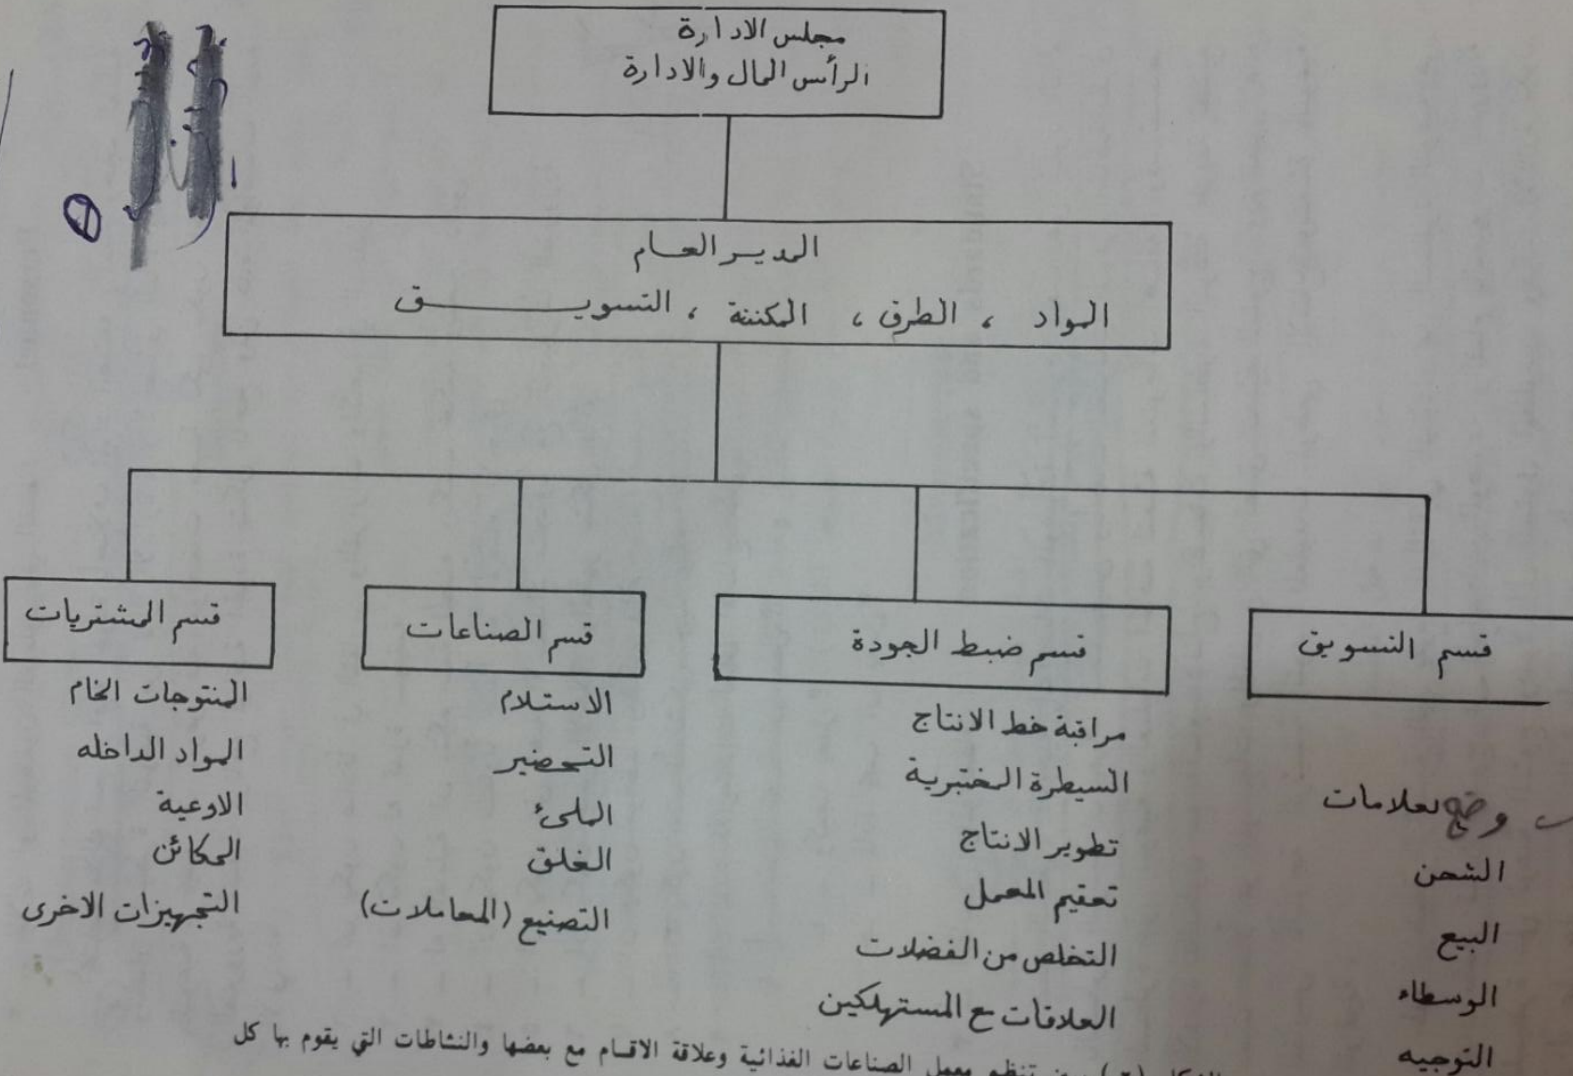 مجلس الادارة
الرأس المال والادارة
المديـر العـام
المواد ، الطرق ، المكننة ، التسويـــق
قسم التسويق
وضع لعلامات
الشحن
البيع
الوسطاء
التوجيه
قسم ضبط الجودة
مراقبة خط الانتاج
السيطرة المختبرية
تطوير الانتاج
تعقيم المعمل
التخلص من الفضلات
العلاقات مع المستهلكين
قسم الصناعات
الاستلام
التحضير
الملئ
الغلق
التصنيع (المعاملات)
قسم المشتريات
المنتوجات الخام
المواد الداخله
الاوعية
المكائن
التجهيزات الاخرى
تنظيم معمل الصناعات الغذائية وعلاقة الاقسام مع بعضها والنشاطات التي يقوم بها كل